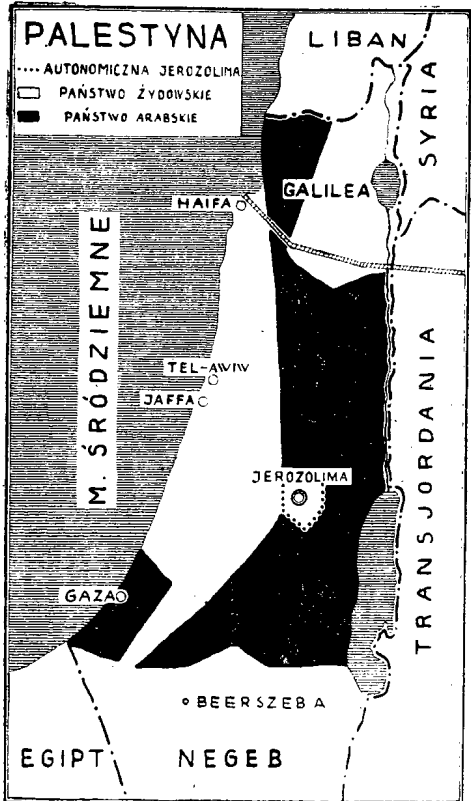 PALESTYNA
AUTONOMICZNA JEROZOLIMA
PAŃSTWO ŻYDOWSKIE
PAŃSTWO ARABSKIE
LIBAN
SYRIA
GALILEA
HAIFA
M. ŚRÓDZIEMNE
TEL-AWIW
JAFFA
TRANSJORDANIA
JEROZOLIMA
GAZA
BEERSZEBA
EGIPT
NEGEB